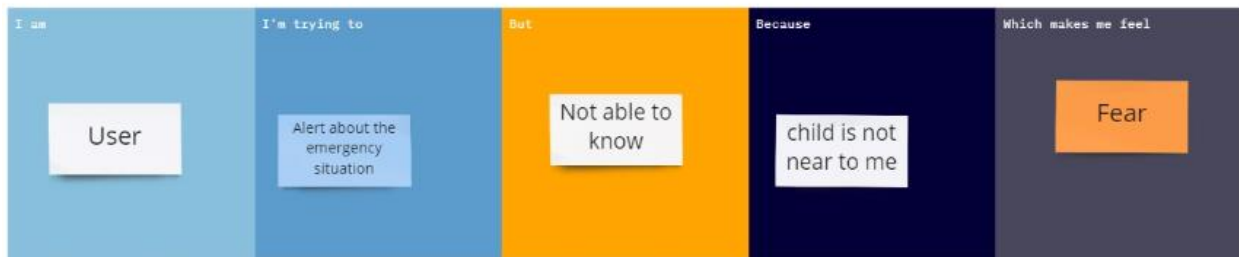 I am
User
I'm trying to
Alert about the
emergency
situation
But
Not able to
know
Because
child is not
near to me
Which makes me feel
Fear